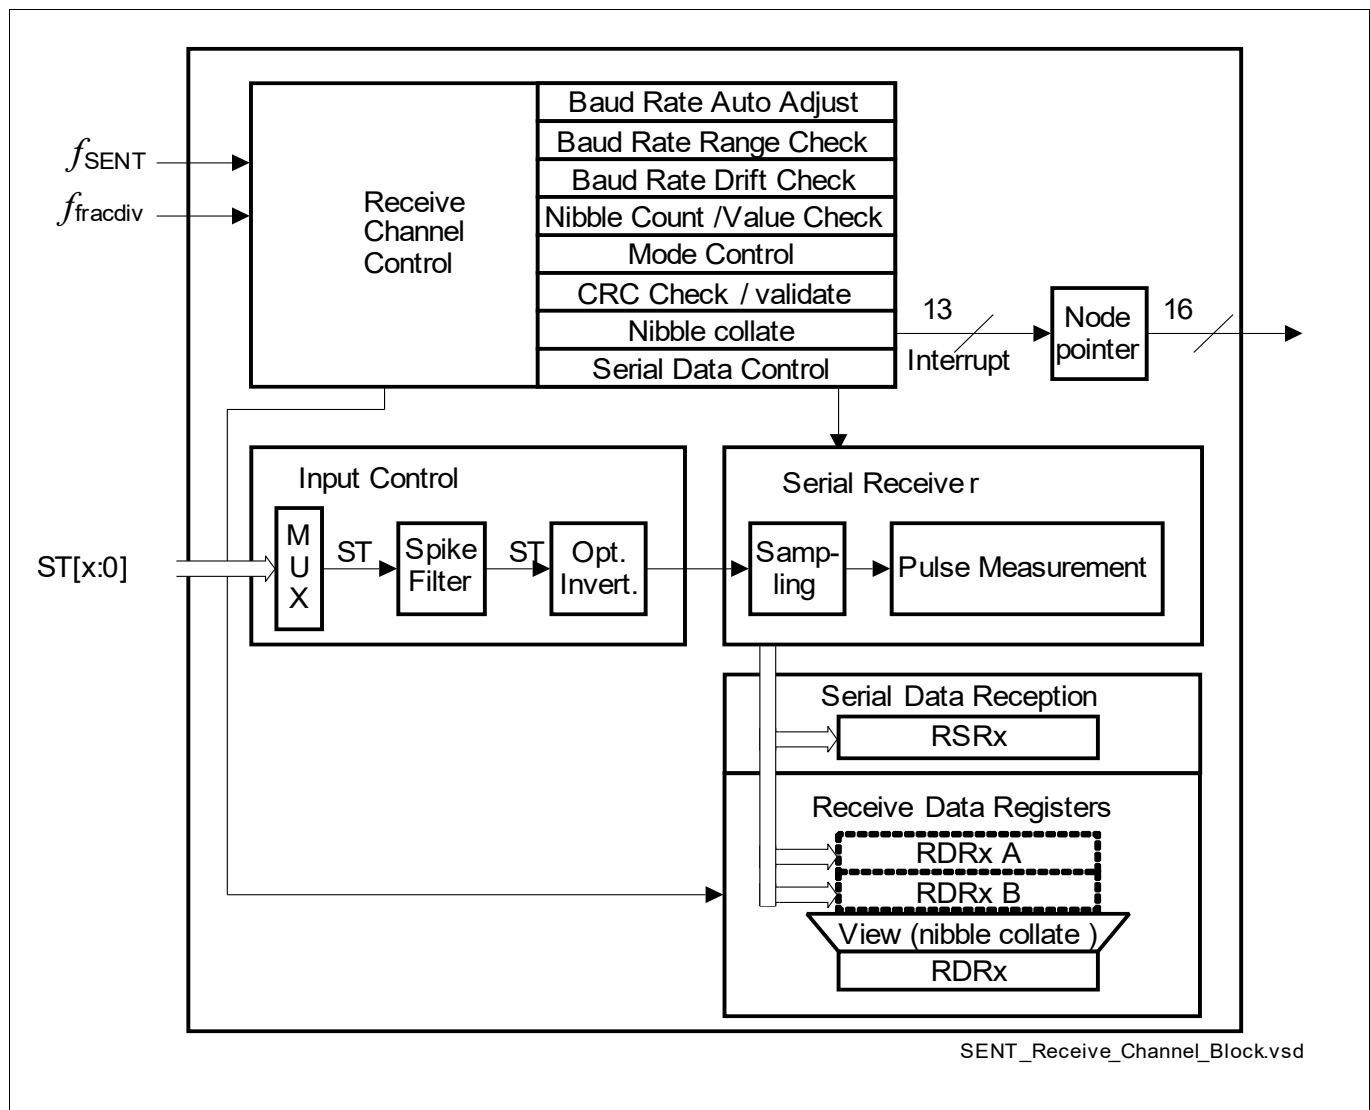 Baud Rate Auto Adjust
Baud Rate Range Check
Baud Rate Drift Check
Nibble Count /Value Check
Mode Control
CRC Check / validate
Nibble collate
Serial Data Control
Receive
Channel
Control
fSENT
ffracdiv
13
Interrupt
Node
pointer
16
Input Control
MUX
ST
Spike
Filter
ST
Opt.
Invert.
ST[x:0]
Serial Receiver
Samp-
ling
Pulse Measurement
Serial Data Reception
RSRx
Receive Data Registers
RDRx A
RDRx B
View (nibble collate )
RDRx
SENT_Receive_Channel_Block.vsd